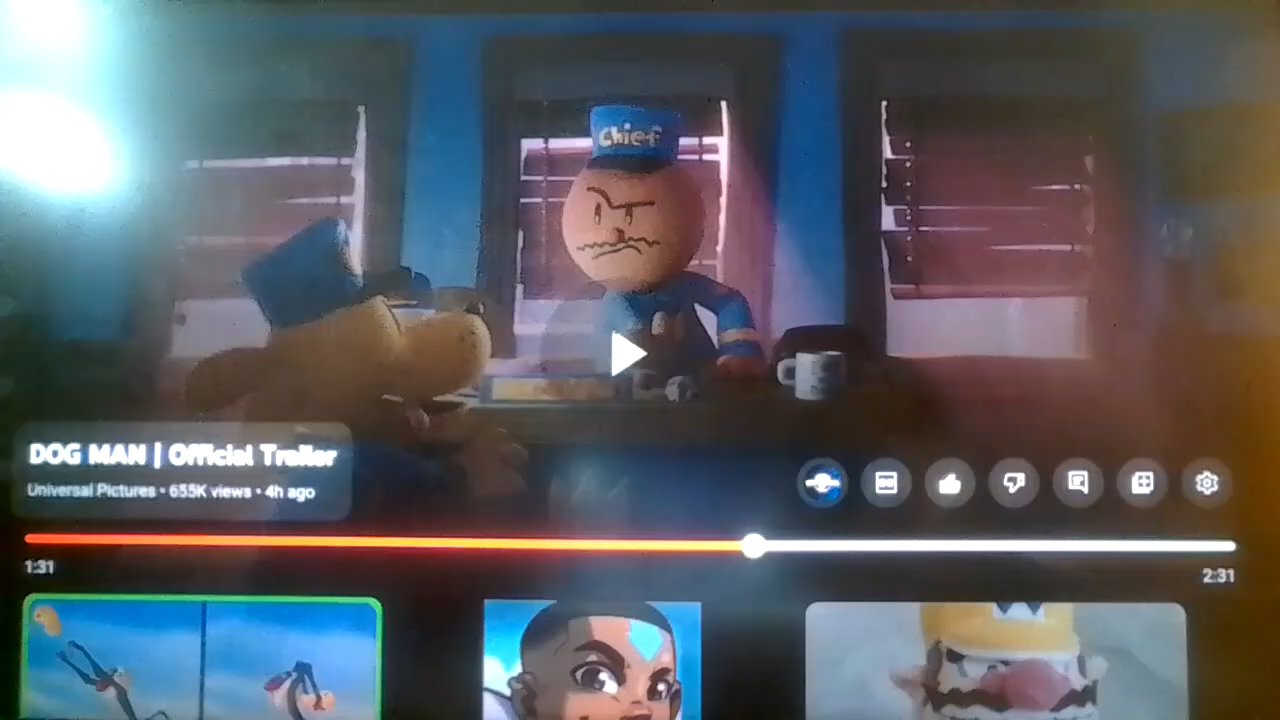 Chief
DOG MAN | Official Trailer
Universal Pictures • 655K views • 4h ago
1:31
2:31